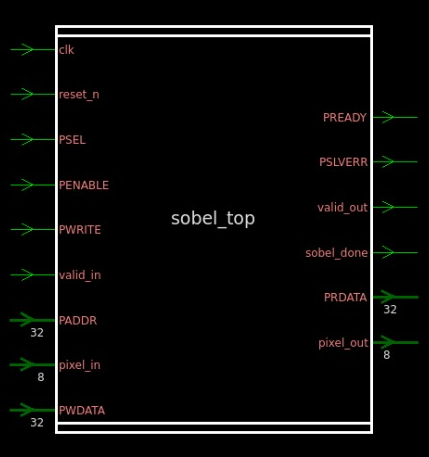 clk
reset_n
PREADY
PSEL
PSLVERR
PENABLE
valid_out
sobel_top
PWRITE
sobel_done
valid_in
PRDATA
32
PADDR
32
pixel_out
8
pixel_in
8
PWDATA
32